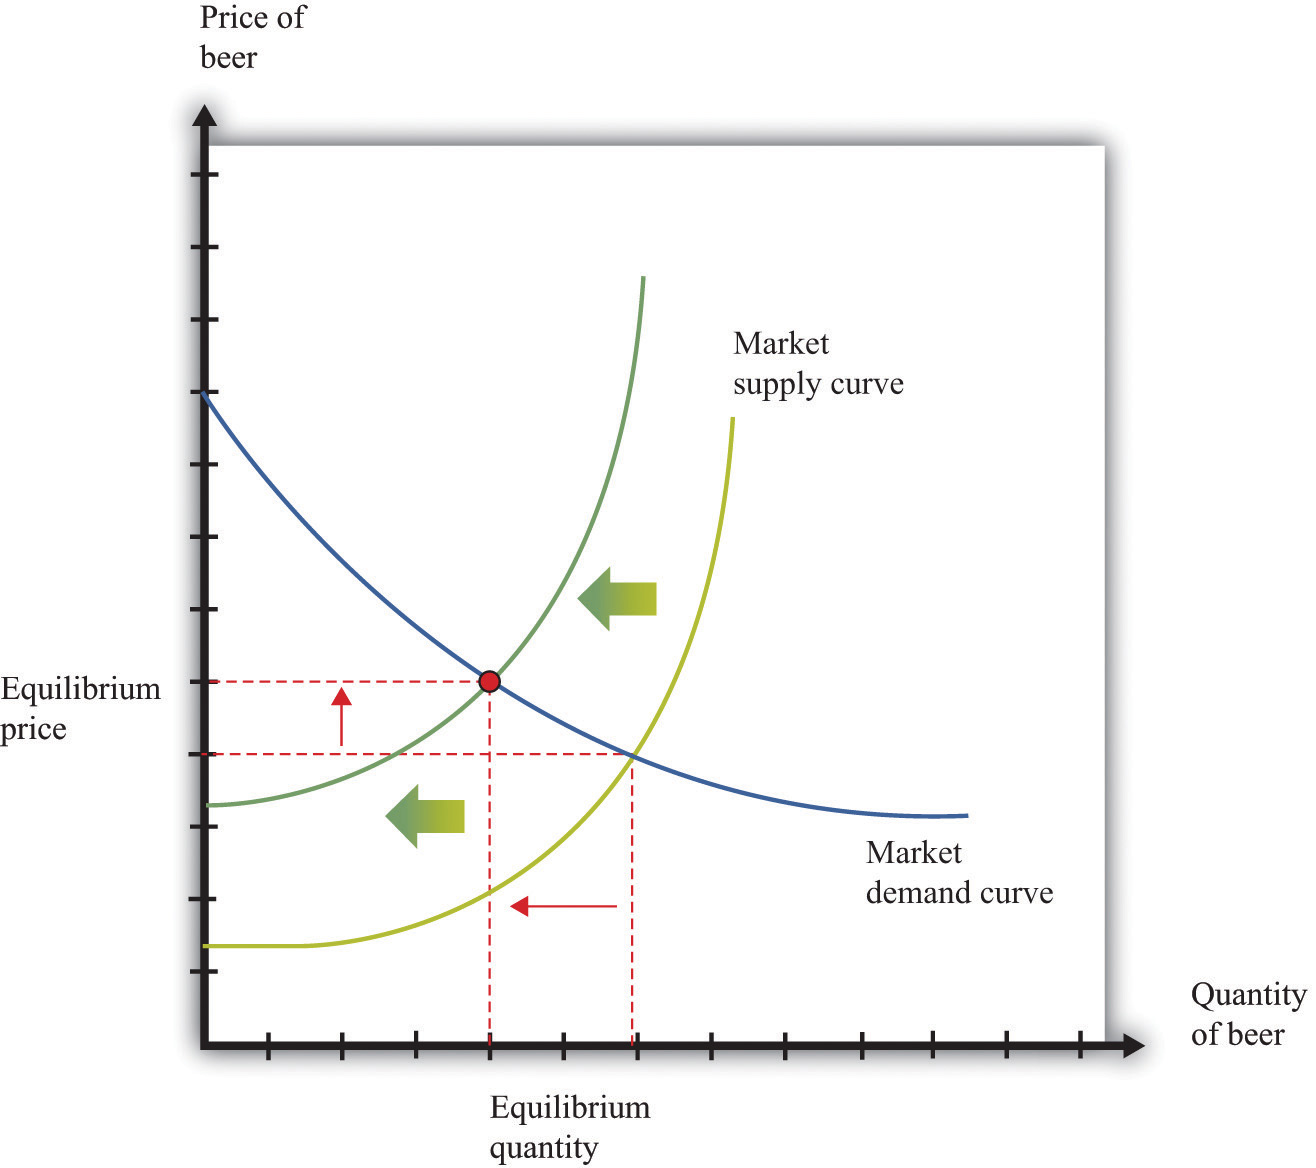 Price of
beer
Market
supply curve
Equilibrium
price
Market
demand curve
Quantity
of beer
Equilibrium
quantity